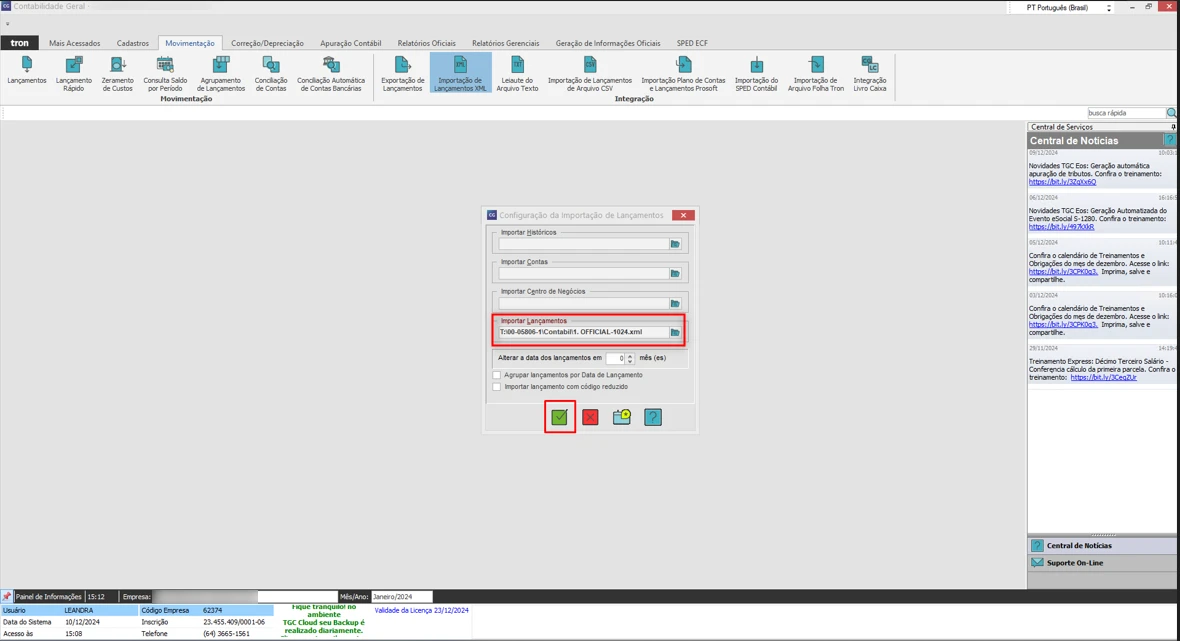 Contabilidade Geral -
PT Português (Brasil)
tron
Mais Acessados
Cadastros
Movimentação
Correção/Depreciação
Apuração Contábil
Relatórios Oficiais
Relatórios Gerenciais
Geração de Informações Oficiais
SPED ECF
Lançamentos
Lançamento
Rápido
Zeramento
de Custos
Consulta Saldo
por Período
Agrupamento
de Lançamentos
Conciliação
de Contas
Conciliação Automática
de Contas Bancárias
Movimentação
Exportação de
Lançamentos
Importação de
Lançamentos XML
Leiaute do
Arquivo Texto
Importação de Lançamentos
de Arquivo CSV
Importação Plano de Contas
e Lançamentos Prosoft
Importação do
SPED Contábil
Importação de
Arquivo Folha Tron
Integração
Livro Caixa
Integração
busca rápida
Central de Serviços
Central de Notícias
09/12/2024
Novidades TGC Eos: Geração automática
apuração de tributos. Confira o treinamento:
https://bit.ly/3ZqXx6O
06/12/2024
Novidades TGC Eos: Geração Automatizada do
Evento eSocial S-1280. Confira o treinamento:
https://bit.ly/497kXkR
05/12/2024
Confira o calendário de Treinamentos e
Obrigações do mes de dezembro. Acesse o link:
https://bit.ly/3CPK0q3. Imprima, salve e
compartilhe.
03/12/2024
Confira o calendário de Treinamentos e
Obrigações do mes de dezembro. Acesse o link:
https://bit.ly/3CPK0q3. Imprima, salve e
compartilhe.
29/11/2024
Treinamento Express: Décimo Terceiro Salário -
Conferencia cálculo da primeira parcela. Confira o
treinamento: https://bit.ly/3CeqZUr
Central de Notícias
Suporte On-Line
Configuração da Importação de Lançamentos
Importar Históricos
Importar Contas
Importar Centro de Negócios
Importar Lançamentos
T:\00-05806-1\Contabil\1. OFFICIAL-1024.xml
Alterar a data dos lançamentos em 0 mês (es)
Agrupar lançamentos por Data de Lançamento
Importar lançamento com código reduzido
Painel de Informações
15:12
Empresa:
Mês/Ano:
Janeiro/2024
Usuário LEANDRA
Código Empresa 62374
Data do Sistema 10/12/2024
Inscrição 23.455.409/0001-06
Acesso às 15:08
Telefone (64) 3665-1561
Fique tranquilo! no
ambiente
TGC Cloud seu Backup é
realizado diariamente.
Validade da Licença 23/12/2024